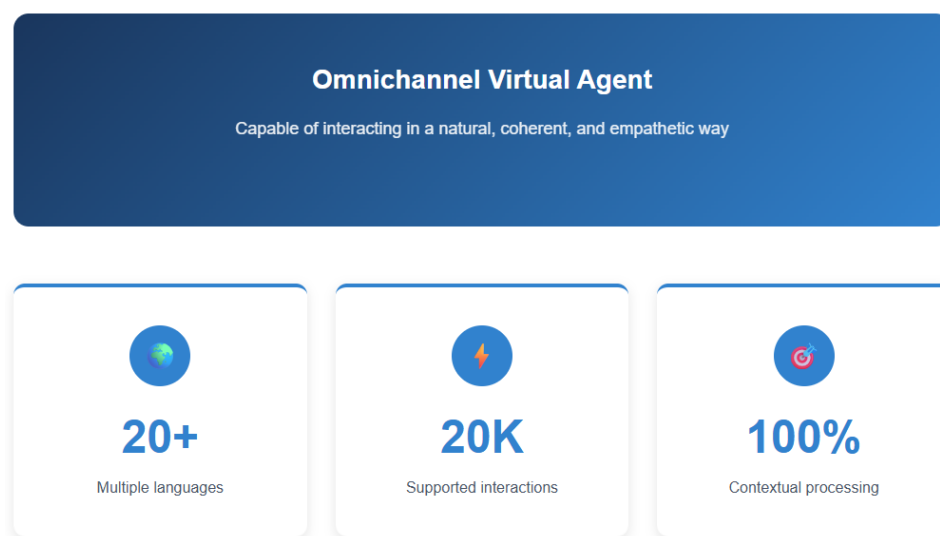 Omnichannel Virtual Agent
Capable of interacting in a natural, coherent, and empathetic way
20+
Multiple languages
20K
Supported interactions
100%
Contextual processing